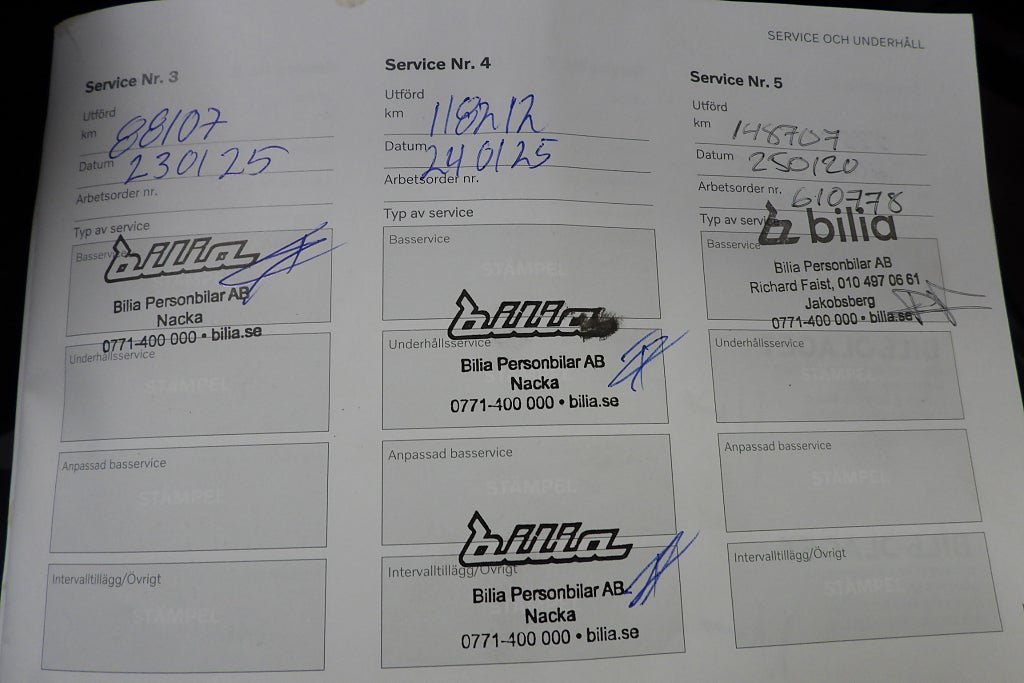 SERVICE OCH UNDERHÅLL
Service Nr. 3
Utförd
km 88107
Datum 230125
Arbetsorder nr.
Typ av service
Basservice
bilia
Bilia Personbilar AB
Nacka
0771-400 000 • bilia.se
Underhållsservice
STÄMPEL
Anpassad basservice
STÄMPEL
Intervalltillägg/Övrigt
STÄMPEL
Service Nr. 4
Utförd
km 118212
Datum 240125
Arbetsorder nr.
Typ av service
Basservice
STÄMPEL
bilia
Underhållsservice
Bilia Personbilar AB
Nacka
0771-400 000 • bilia.se
Anpassad basservice
STÄMPEL
bilia
Intervalltillägg/Övrigt
Bilia Personbilar AB
Nacka
0771-400 000 • bilia.se
Service Nr. 5
Utförd
km 148707
Datum 250120
Arbetsorder nr. 610778
Typ av service
bilia
Basservice
Bilia Personbilar AB
Richard Faist, 010 497 06 61
Jakobsberg
0771-400 000 • bilia.se
Underhållsservice
STÄMPEL
Anpassad basservice
STÄMPEL
Intervalltillägg/Övrigt
STÄMPEL